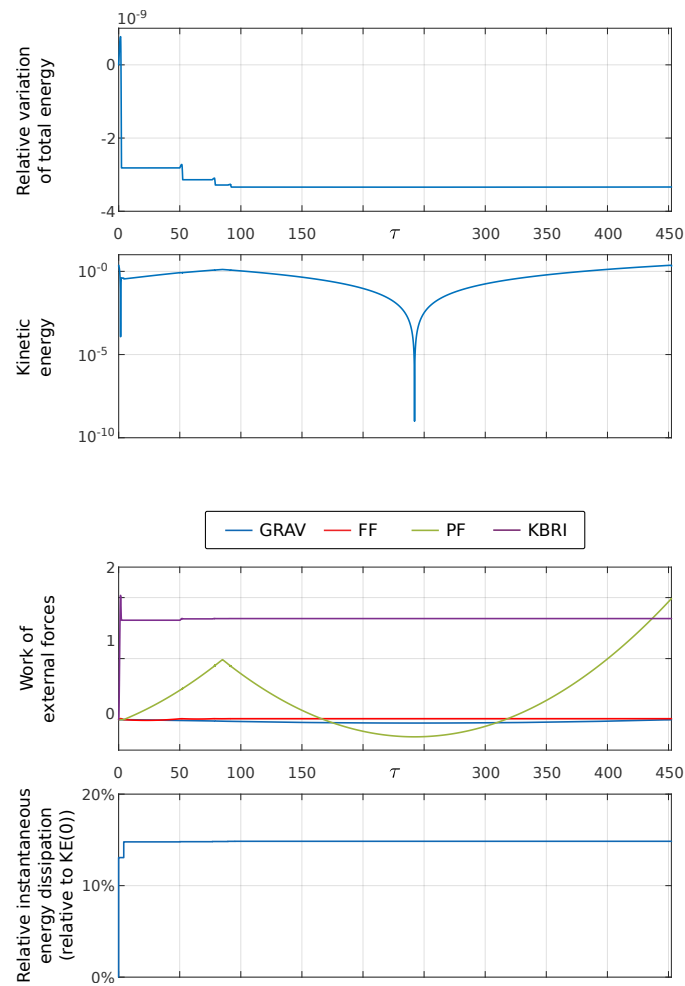 10-9
Relative variation
of total energy
0
-2
-4
0 50 100 150 τ 300 350 400 450
Kinetic
energy
10-0
10-5
10-10
GRAV FF PF KBRI
Work of
external forces
2
1
0
0 50 100 150 τ 300 350 400 450
Relative instantaneous
energy dissipation
(relative to KE(0))
20%
10%
0%